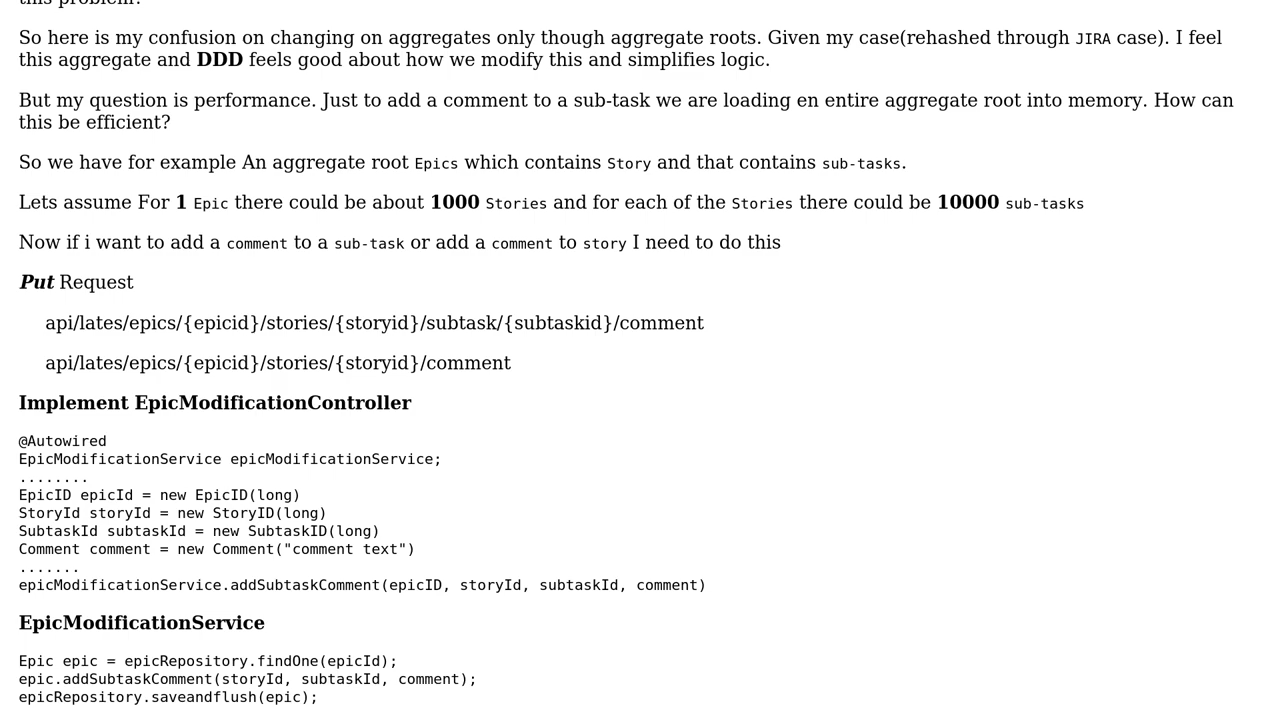 this problem?
So here is my confusion on changing on aggregates only though aggregate roots. Given my case(rehashed through JIRA case). I feel
this aggregate and DDD feels good about how we modify this and simplifies logic.
But my question is performance. Just to add a comment to a sub-task we are loading en entire aggregate root into memory. How can
this be efficient?
So we have for example An aggregate root Epics which contains Story and that contains sub-tasks.
Lets assume For 1 Epic there could be about 1000 Stories and for each of the Stories there could be 10000 sub-tasks
Now if i want to add a comment to a sub-task or add a comment to story I need to do this
Put Request
api/lates/epics/{epicid}/stories/{storyid}/subtask/{subtaskid}/comment
api/lates/epics/{epicid}/stories/{storyid}/comment
Implement EpicModificationController
@Autowired
EpicModificationService epicModificationService;
........
EpicID epicId = new EpicID(long)
StoryId storyId = new StoryID(long)
SubtaskId subtaskId = new SubtaskID(long)
Comment comment = new Comment("comment text")
.......
epicModificationService.addSubtaskComment(epicID, storyId, subtaskId, comment)
EpicModificationService
Epic epic = epicRepository.findOne(epicId);
epic.addSubtaskComment(storyId, subtaskId, comment);
epicRepository.saveandflush(epic);